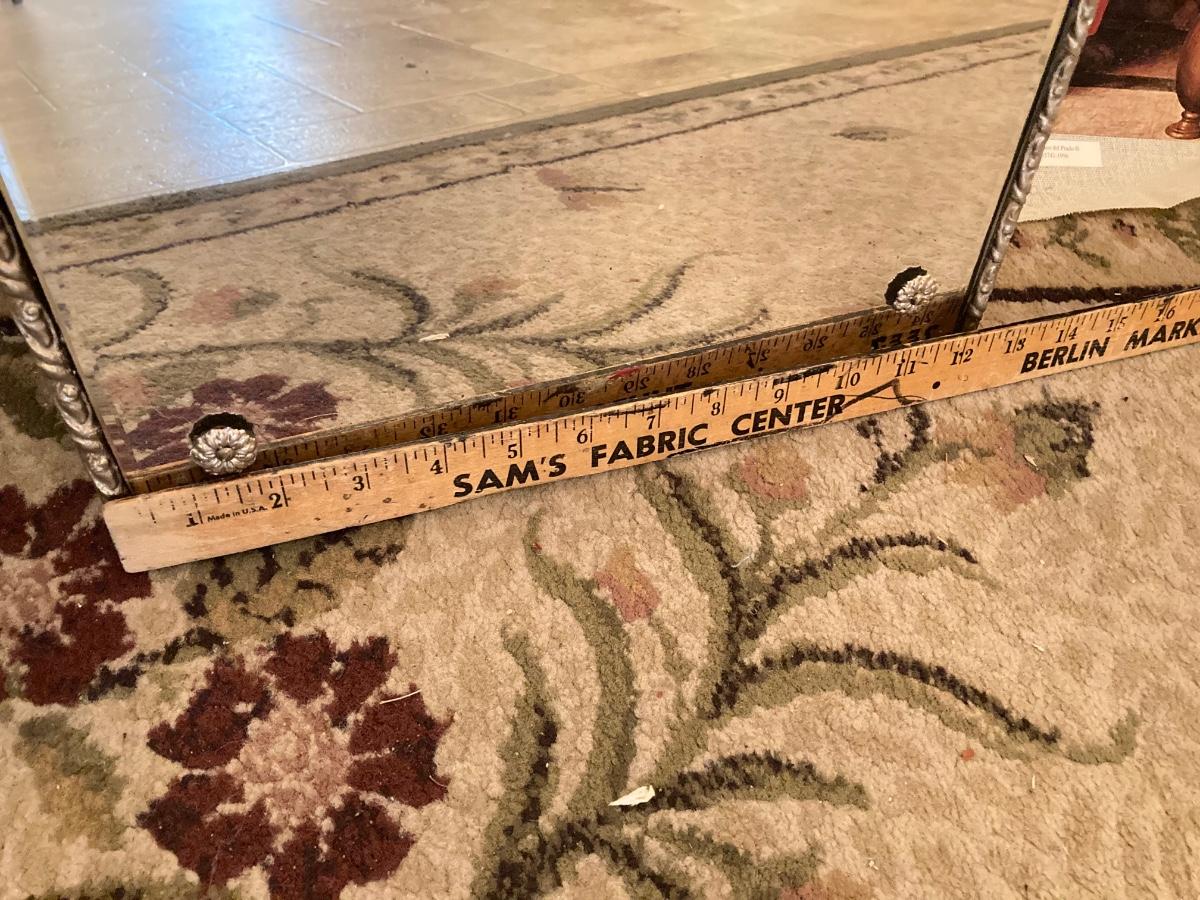 1 2 3 4 5 6 7 8 9 10 11 12 13 14 15 16
Made in U.S.A.
SAM'S FABRIC CENTER
BERLIN MARK